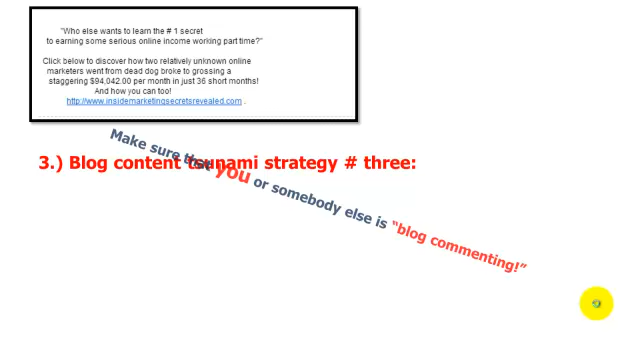 "Who else wants to learn the # 1 secret
to earning some serious online income working part time?"
Click below to discover how two relatively unknown online
marketers went from dead dog broke to grossing a
staggering $94,042.00 per month in just 36 short months!
And how you can too!
http://www.insidemarketingsecretsrevealed.com .
3.) Blog content tsunami strategy # three:
Make sure that you or somebody else is "blog commenting!"